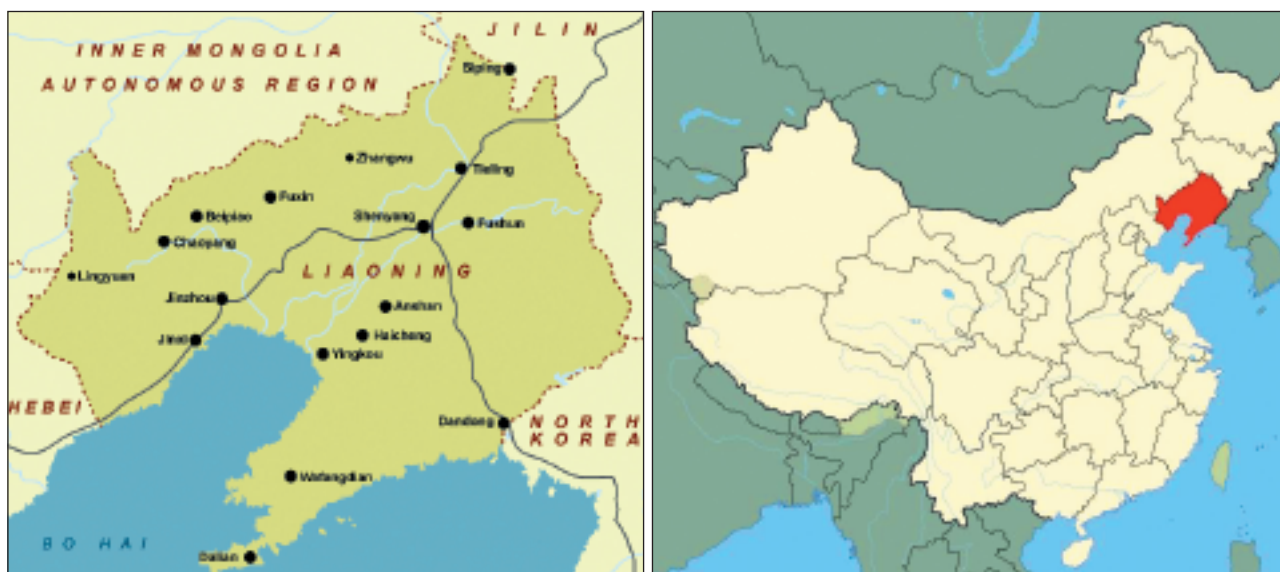 JILIN
INNER MONGOLIA
AUTONOMOUS REGION
Siping
Zhangwu
Tieling
Fuxin
Beipiao
Shenyang
Fushun
Chaoyang
LIAONING
Lingyuan
Jinzhou
Anshan
Jinxi
Haicheng
Yingkou
HEBEI
Dandong
NORTH
KOREA
Wafangdian
BO HAI
Dalian